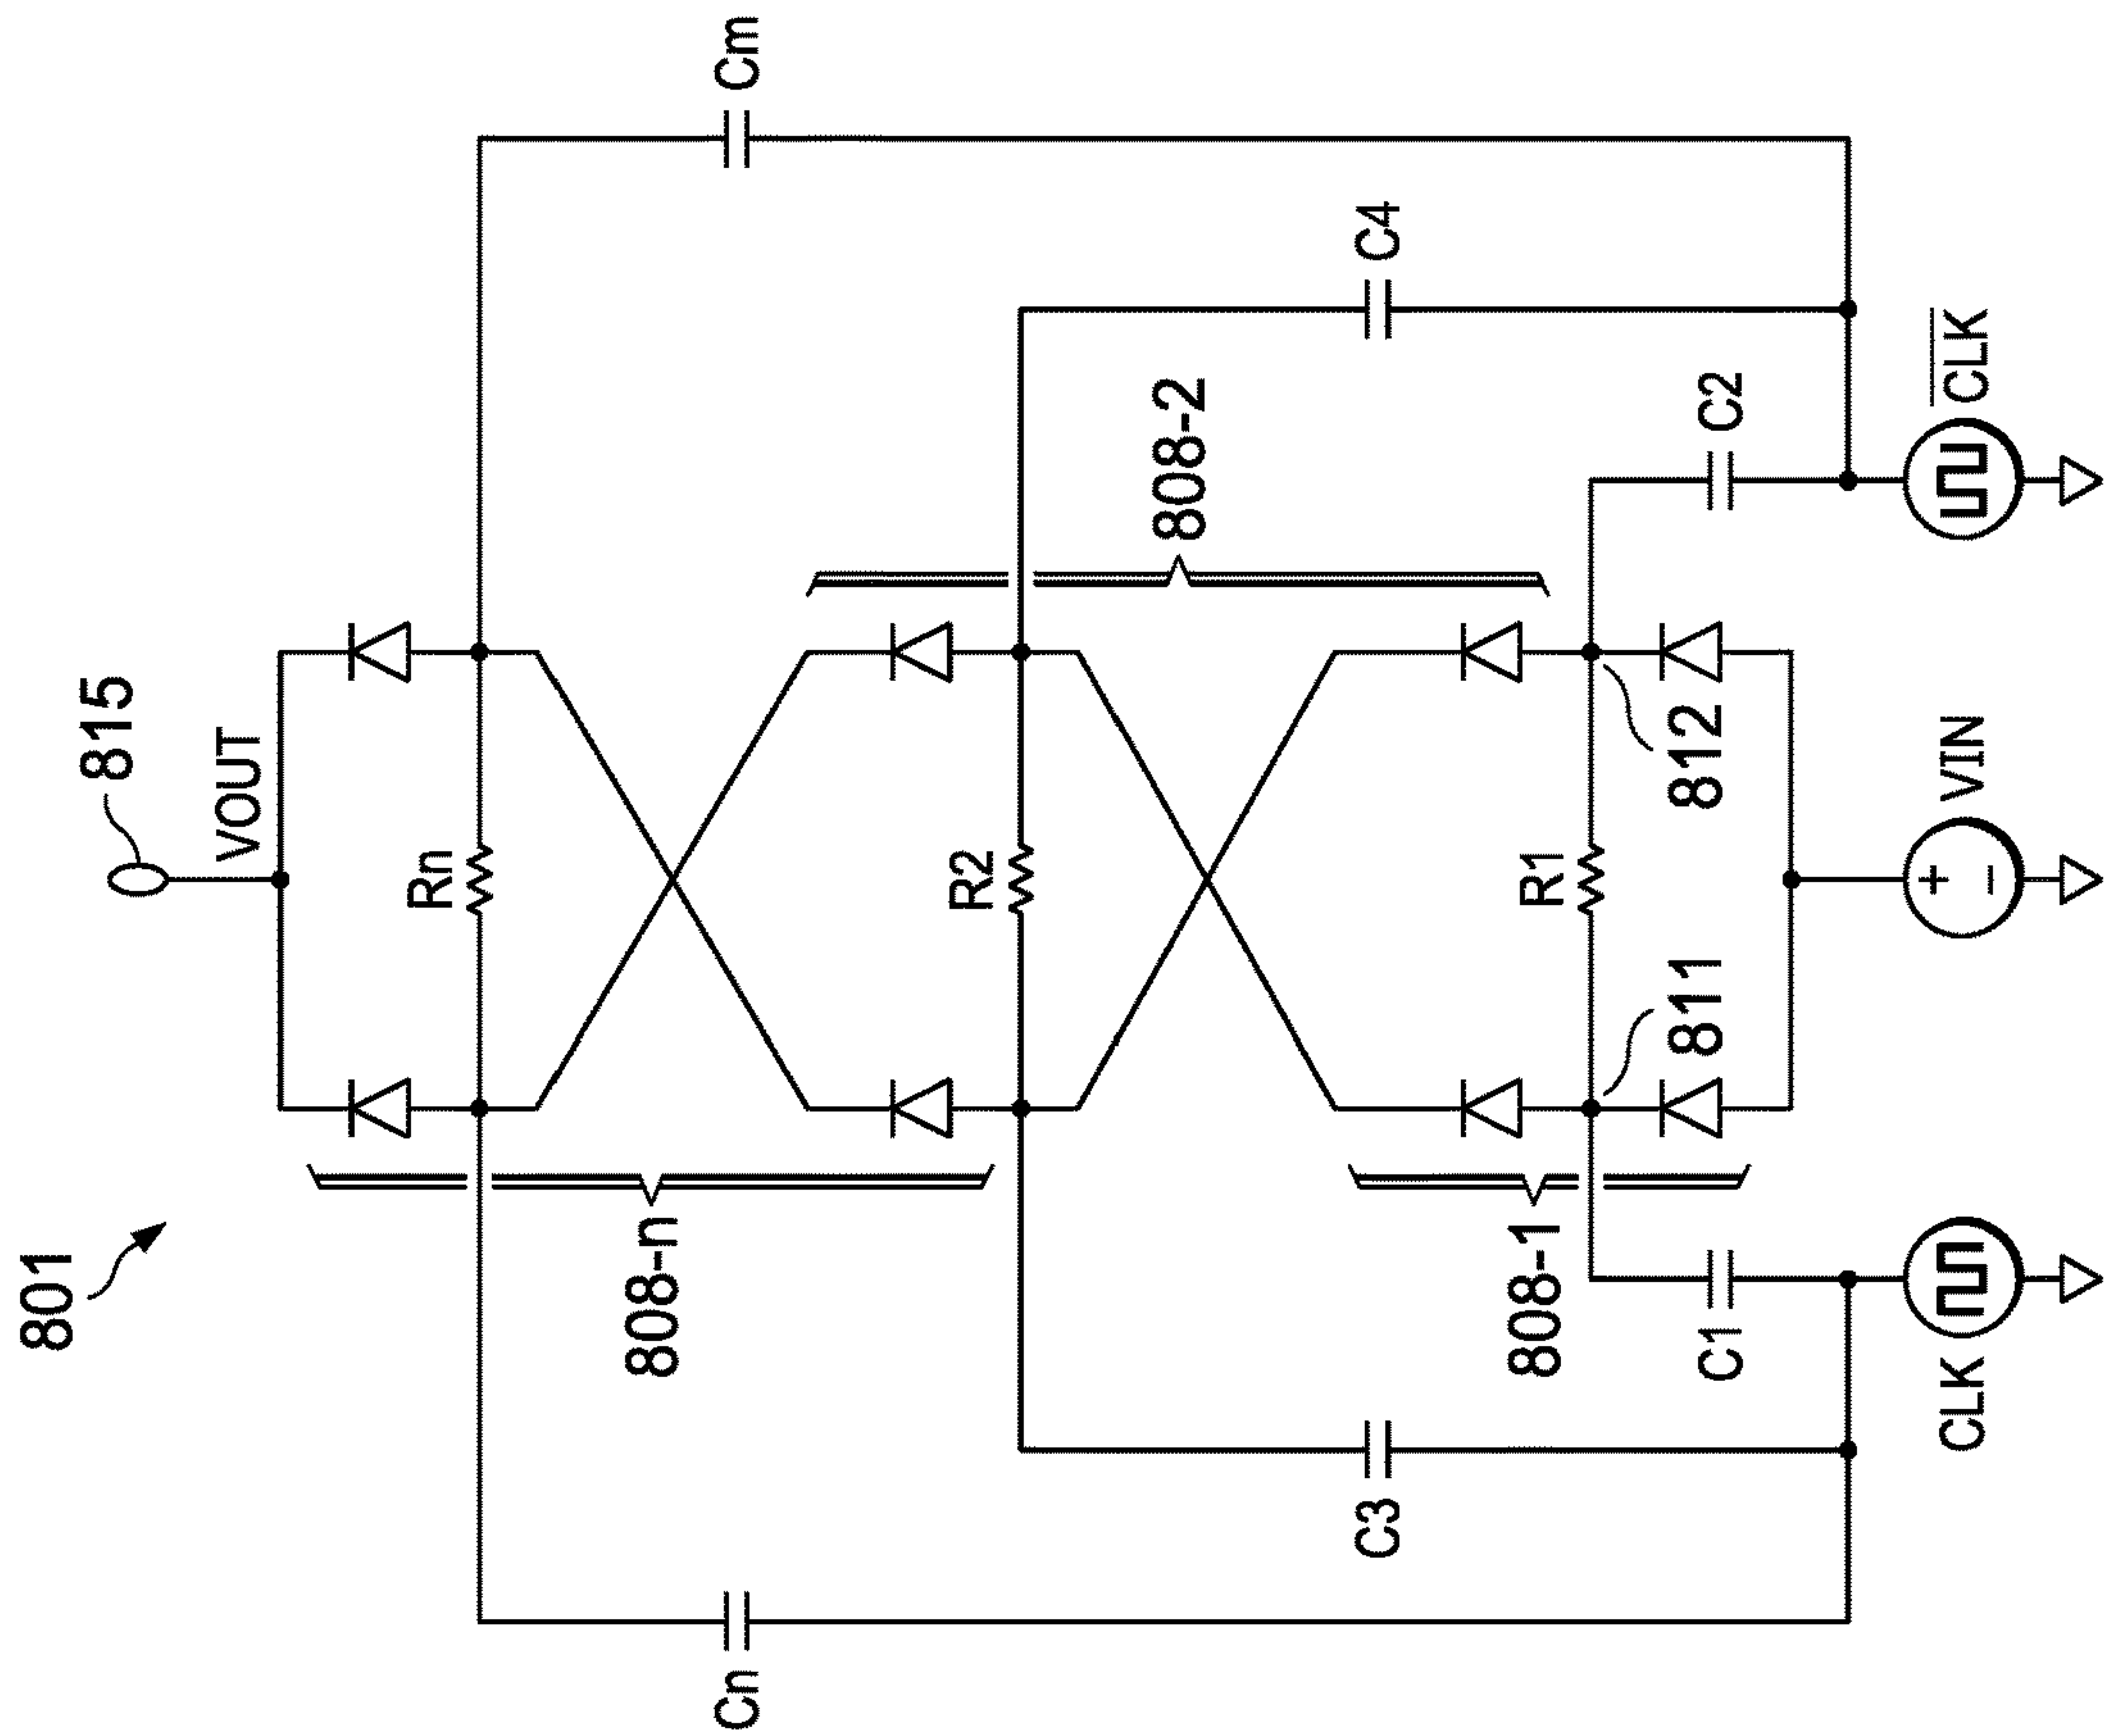 801
815
VOUT
Cm
Rn
808-n
Cn
C4
808-2
R2
C3
R1
808-1
811
812
C1
C2
CLK
VIN
CLK
+
−